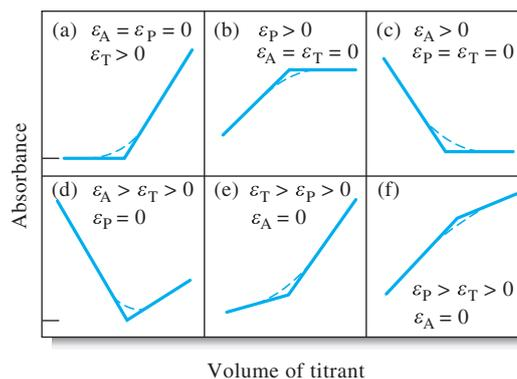 (a) εA = εP = 0
εT > 0
(b) εP > 0
εA = εT = 0
(c) εA > 0
εP = εT = 0
(d) εA > εT > 0
εP = 0
(e) εT > εP > 0
εA = 0
(f)
εP > εT > 0
εA = 0
Absorbance
Volume of titrant